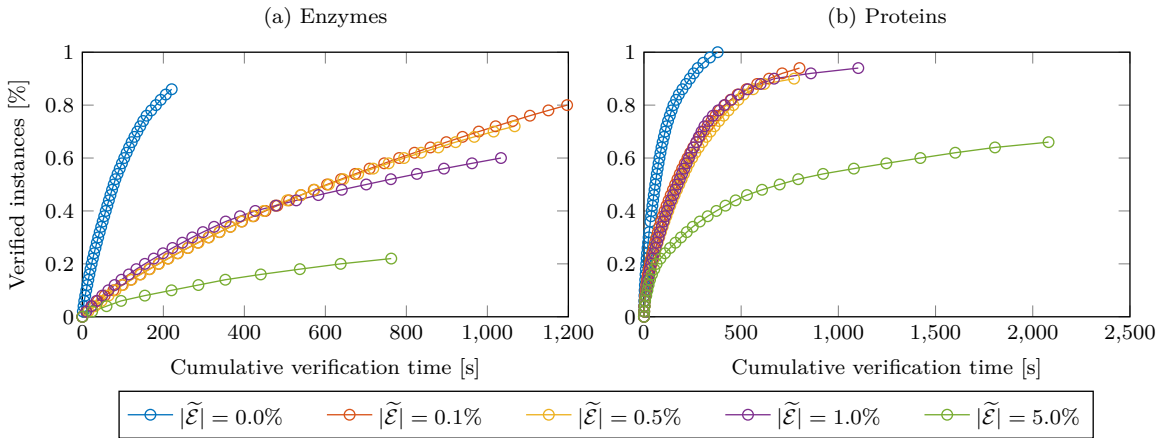 (a) Enzymes
(b) Proteins
Verified instances [%]
1
0.8
0.6
0.4
0.2
0
0 200 400 600 800 1,000 1,200
Cumulative verification time [s]
1
0.8
0.6
0.4
0.2
0
0 500 1,000 1,500 2,000 2,500
Cumulative verification time [s]
|ℰ̃| = 0.0% |ℰ̃| = 0.1% |ℰ̃| = 0.5% |ℰ̃| = 1.0% |ℰ̃| = 5.0%